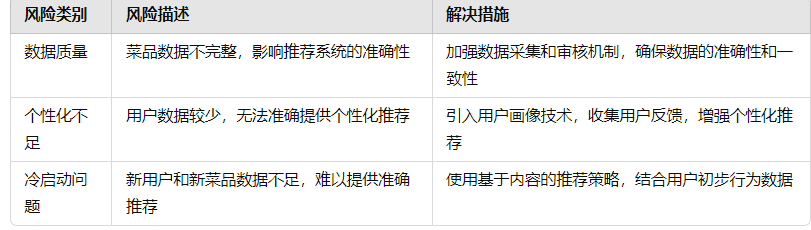 风险类别 风险描述 解决措施
数据质量 菜品数据不完整，影响推荐系统的准确性 加强数据采集和审核机制，确保数据的准确性和一
致性
个性化不 用户数据较少，无法准确提供个性化推荐 引入用户画像技术，收集用户反馈，增强个性化推
足 荐
冷启动问 新用户和新菜品数据不足，难以提供准确 使用基于内容的推荐策略，结合用户初步行为数据
题 推荐